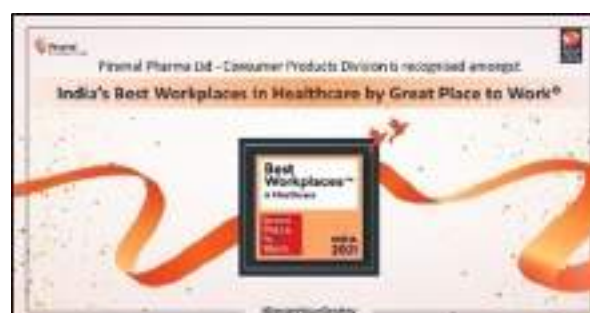 Piramal
Piramal Pharma Ltd - Consumer Products Division is recognised amongst
India's Best Workplaces in Healthcare by Great Place to Work®
Best
Workplaces™
in Healthcare
Great
Place
To
Work
INDIA
2021